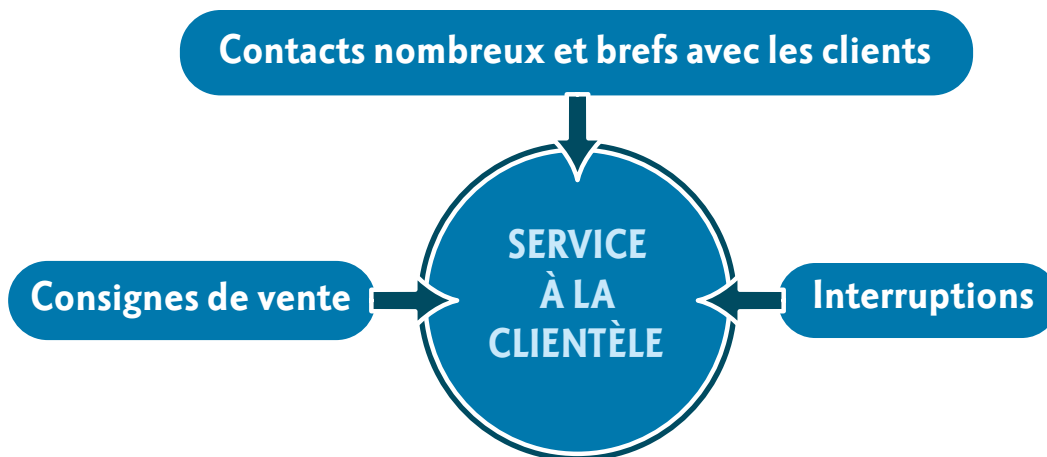 Contacts nombreux et brefs avec les clients
SERVICE
À LA
CLIENTÈLE
Consignes de vente
Interruptions